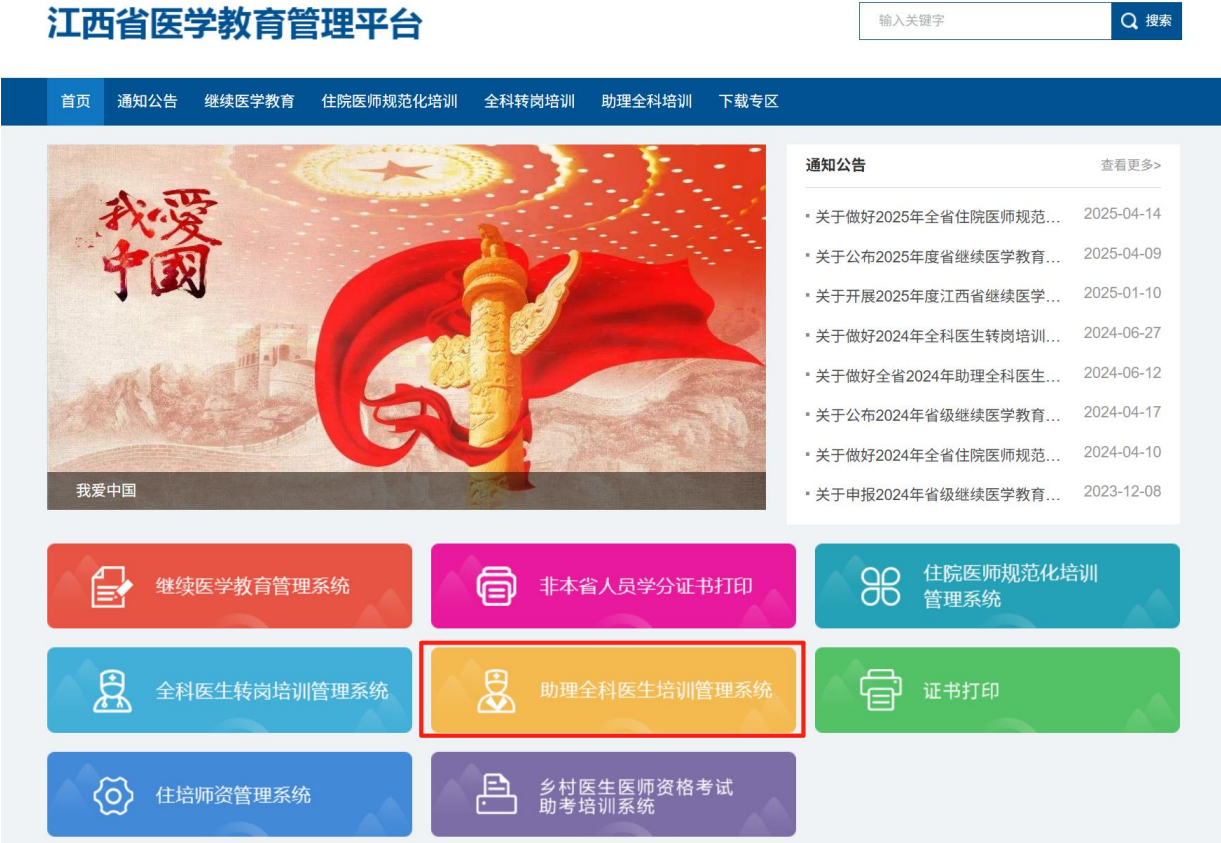 江西省医学教育管理平台
输入关键字
搜索
首页 通知公告 继续医学教育 住院医师规范化培训 全科转岗培训 助理全科培训 下载专区
我爱
中國
我爱中国
通知公告 查看更多>
关于做好2025年全省住院医师规范... 2025-04-14
关于公布2025年度省继续医学教育... 2025-04-09
关于开展2025年度江西省继续医学... 2025-01-10
关于做好2024年全科医生转岗培训... 2024-06-27
关于做好全省2024年助理全科医生... 2024-06-12
关于公布2024年省级继续医学教育... 2024-04-17
关于做好2024年全省住院医师规范... 2024-04-10
关于申报2024年省级继续医学教育... 2023-12-08
继续医学教育管理系统
非本省人员学分证书打印
住院医师规范化培训
管理系统
全科医生转岗培训管理系统
助理全科医生培训管理系统
证书打印
住培师资管理系统
乡村医生医师资格考试
助考培训系统